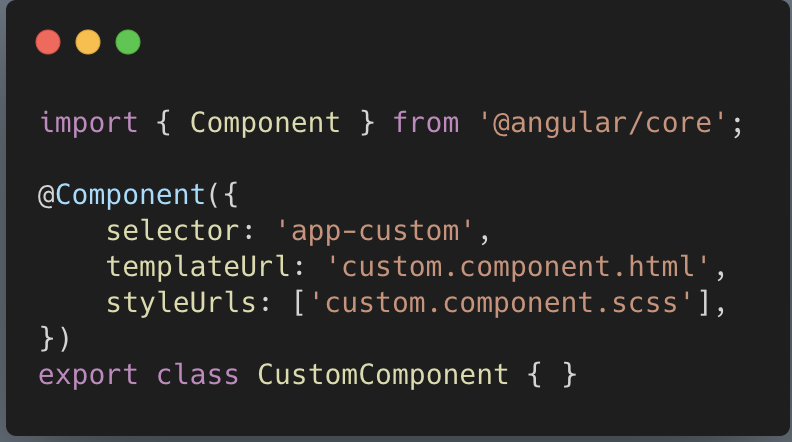 import { Component } from '@angular/core';
@Component({
    selector: 'app-custom',
    templateUrl: 'custom.component.html',
    styleUrls: ['custom.component.scss'],
})
export class CustomComponent { }